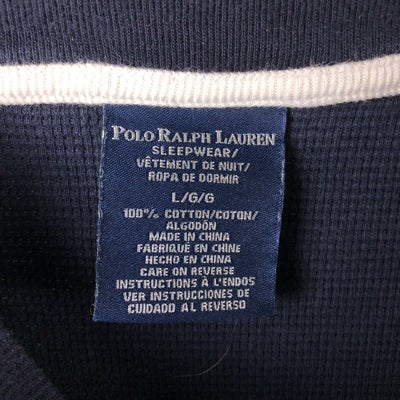 POLO RALPH LAUREN
SLEEPWEAR/
VÊTEMENT DE NUIT/
ROPA DE DORMIR
L/G/G
100% COTTON/COTON/
ALGODÓN
MADE IN CHINA
FABRIQUÉ EN CHINE
HECHO EN CHINA
CARE ON REVERSE
INSTRUCTIONS À L'ENDOS
VER INSTRUCCIONES DE
CUIDADO AL REVERSO